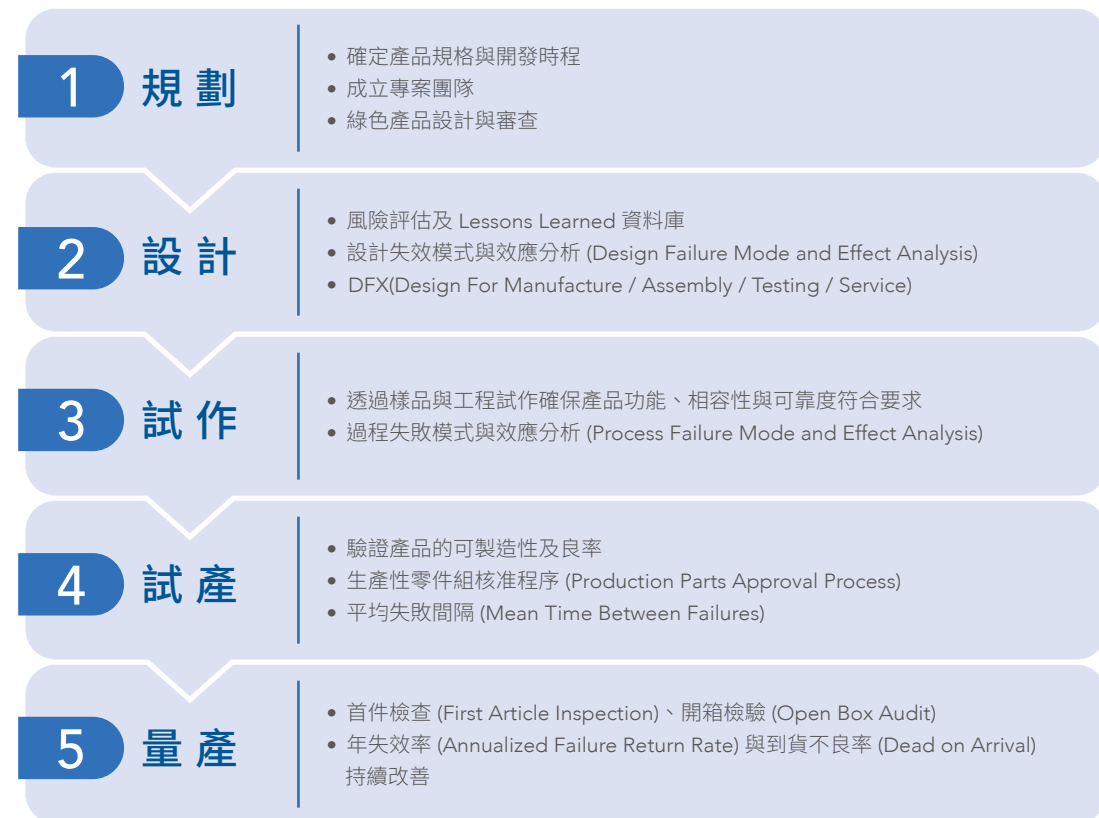 1 規劃
• 確定產品規格與開發時程
• 成立專案團隊
• 綠色產品設計與審查
2 設計
• 風險評估及 Lessons Learned 資料庫
• 設計失效模式與效應分析 (Design Failure Mode and Effect Analysis)
• DFX(Design For Manufacture / Assembly / Testing / Service)
3 試作
• 透過樣品與工程試作確保產品功能、相容性與可靠度符合要求
• 過程失敗模式與效應分析 (Process Failure Mode and Effect Analysis)
4 試產
• 驗證產品的可製造性及良率
• 生產性零件組核准程序 (Production Parts Approval Process)
• 平均失敗間隔 (Mean Time Between Failures)
5 量產
• 首件檢查 (First Article Inspection)、開箱檢驗 (Open Box Audit)
• 年失效率 (Annualized Failure Return Rate) 與到貨不良率 (Dead on Arrival)
持續改善